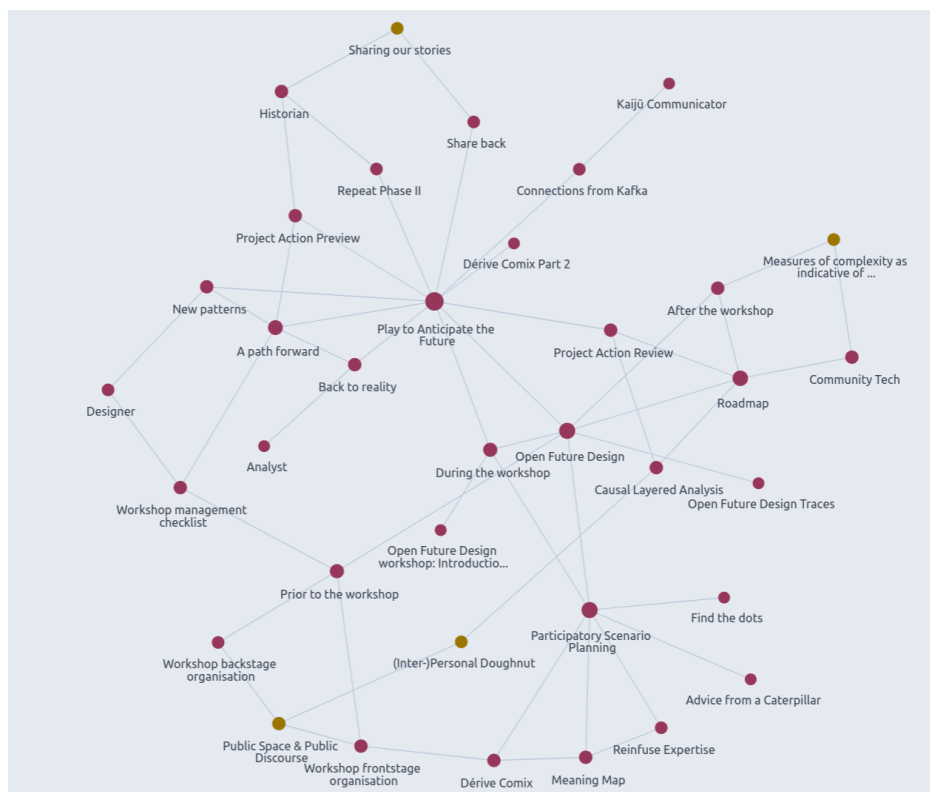 Sharing our stories
Kaijū Communicator
Historian
Share back
Repeat Phase II
Connections from Kafka
Project Action Preview
Dérive Comix Part 2
Measures of complexity as
indicative of ...
New patterns
After the workshop
Play to Anticipate the
Future
A path forward
Project Action Review
Back to reality
Community Tech
Roadmap
Designer
Open Future Design
Analyst
During the workshop
Causal Layered Analysis
Open Future Design Traces
Workshop management
checklist
Open Future Design
workshop: Introductio...
Prior to the workshop
Find the dots
Participatory Scenario
Planning
Workshop backstage
organisation
(Inter-)Personal Doughnut
Advice from a Caterpillar
Public Space & Public
Discourse
Reinfuse Expertise
Workshop frontstage
organisation
Dérive Comix
Meaning Map